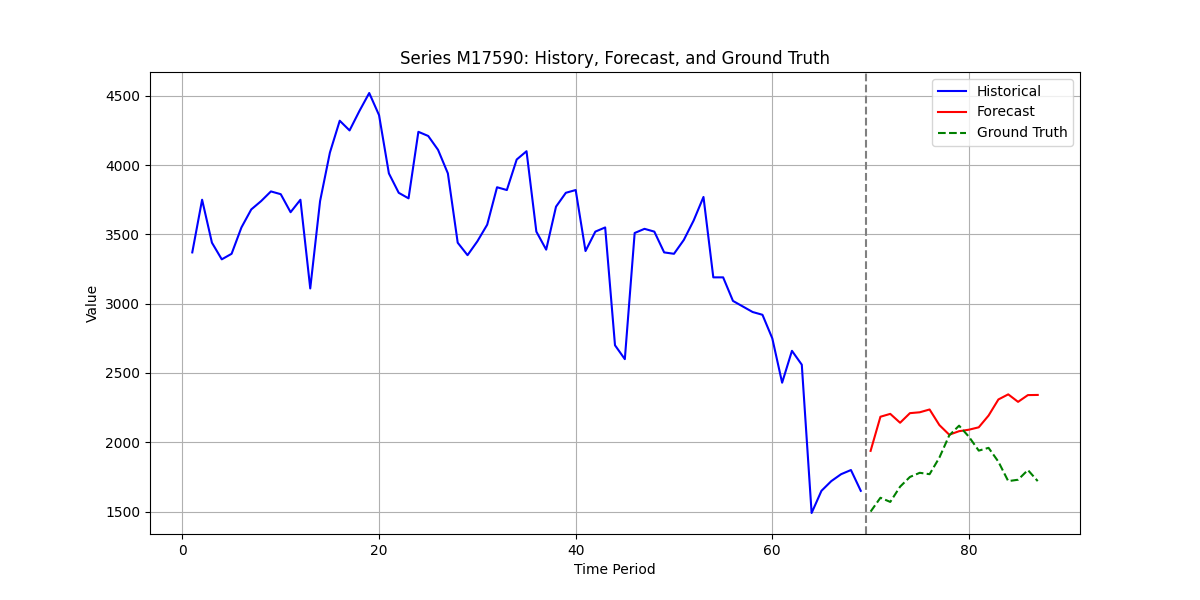 Series M17590: History, Forecast, and Ground Truth
Historical
Forecast
Ground Truth
Value
4500
4000
3500
3000
2500
2000
1500
0
20
40
60
80
Time Period